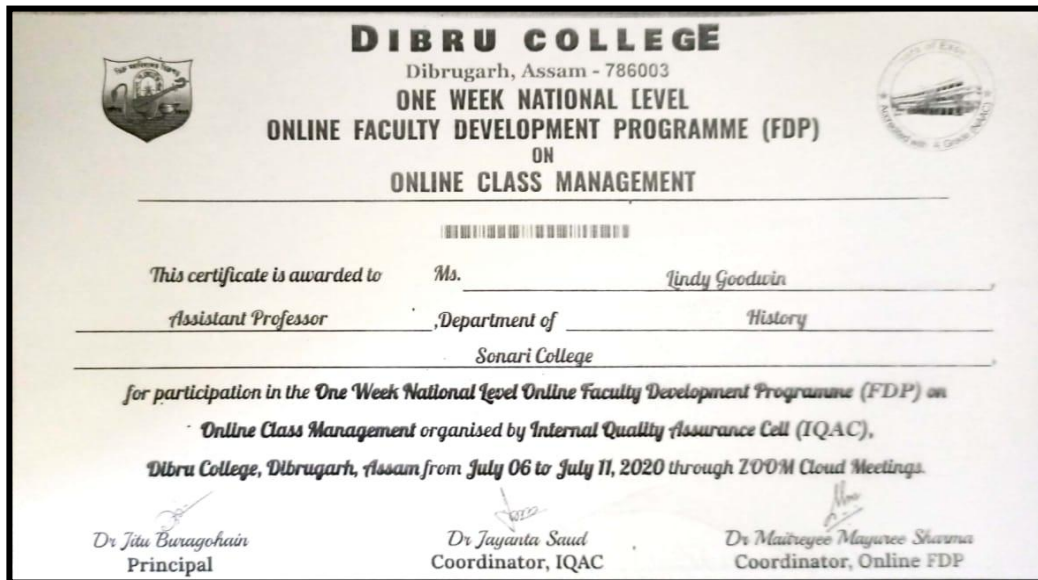 DIBRU COLLEGE
Dibrugarh, Assam - 786003
ONE WEEK NATIONAL LEVEL
ONLINE FACULTY DEVELOPMENT PROGRAMME (FDP)
ON
ONLINE CLASS MANAGEMENT
Accredited with A Grade (NAAC)
This certificate is awarded to Ms. Lindy Goodwin,
Assistant Professor ,Department of History
Sonari College,
for participation in the One Week National Level Online Faculty Development Programme (FDP) on
Online Class Management organised by Internal Quality Assurance Cell (IQAC),
Dibru College, Dibrugarh, Assam from July 06 to July 11, 2020 through ZOOM Cloud Meetings.
Dr Jitu Buragohain Dr Jayanta Saud Dr Maitreyee Mayuree Sharma
Principal Coordinator, IQAC Coordinator, Online FDP